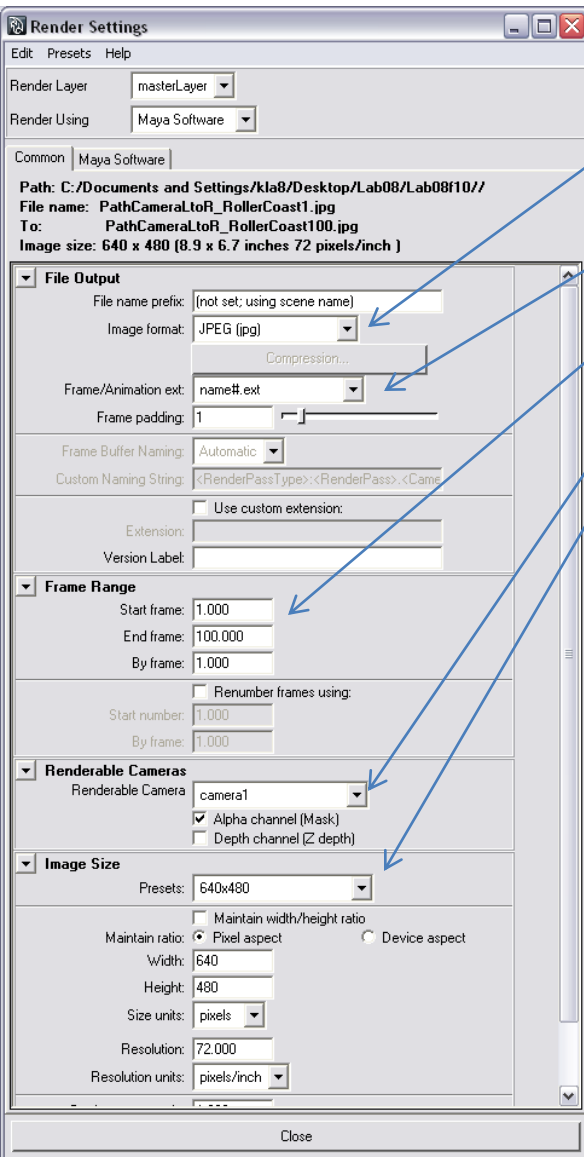 Render Settings
Edit Presets Help
Render Layer masterLayer
Render Using Maya Software
Common Maya Software
Path: C:/Documents and Settings/kla8/Desktop/Lab08/Lab08f10//
File name: PathCameraLtoR_RollerCoast1.jpg
To: PathCameraLtoR_RollerCoast100.jpg
Image size: 640 x 480 (8.9 x 6.7 inches 72 pixels/inch )
File Output
File name prefix: (not set; using scene name)
Image format: JPEG (jpg)
Compression...
Frame/Animation ext: name#.ext
Frame padding: 1
Frame Buffer Naming: Automatic
Custom Naming String: <RenderPassType>:<RenderPass>.<Came
Use custom extension:
Extension:
Version Label:
Frame Range
Start frame: 1.000
End frame: 100.000
By frame: 1.000
Renumber frames using:
Start number: 1.000
By frame: 1.000
Renderable Cameras
Renderable Camera camera1
Alpha channel (Mask)
Depth channel (Z depth)
Image Size
Presets: 640x480
Maintain width/height ratio
Maintain ratio: Pixel aspect Device aspect
Width: 640
Height: 480
Size units: pixels
Resolution: 72.000
Resolution units: pixels/inch
Close